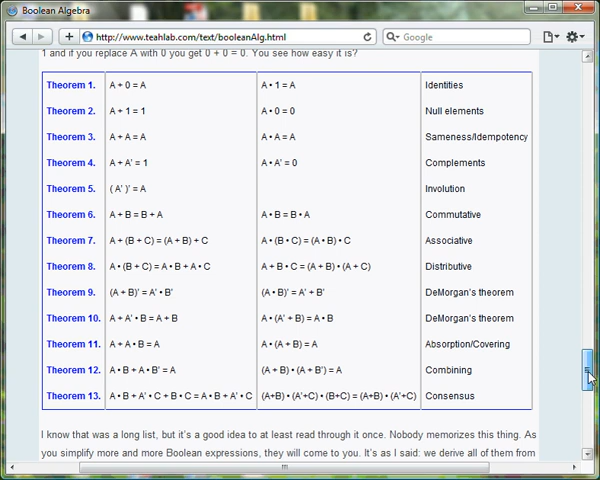 Boolean Algebra
http://www.teahlab.com/text/booleanAlg.html
Google
1 and if you replace A with 0 you get 0 + 0 = 0. You see how easy it is?
Theorem 1. A + 0 = A A • 1 = A Identities
Theorem 2. A + 1 = 1 A • 0 = 0 Null elements
Theorem 3. A + A = A A • A = A Sameness/Idempotency
Theorem 4. A + A' = 1 A • A' = 0 Complements
Theorem 5. ( A' )' = A Involution
Theorem 6. A + B = B + A A • B = B • A Commutative
Theorem 7. A + (B + C) = (A + B) + C A • (B • C) = (A • B) • C Associative
Theorem 8. A • (B + C) = A • B + A • C A + B • C = (A + B) • (A + C) Distributive
Theorem 9. (A + B)' = A' • B' (A • B)' = A' + B' DeMorgan's theorem
Theorem 10. A + A' • B = A + B A • (A' + B) = A • B DeMorgan's theorem
Theorem 11. A + A • B = A A • (A + B) = A Absorption/Covering
Theorem 12. A • B + A • B' = A (A + B) • (A + B') = A Combining
Theorem 13. A • B + A' • C + B • C = A • B + A' • C (A+B) • (A'+C) • (B+C) = (A+B) • (A'+C) Consensus
I know that was a long list, but it's a good idea to at least read through it once. Nobody memorizes this thing. As
you simplify more and more Boolean expressions, they will come to you. It's as I said: we derive all of them from